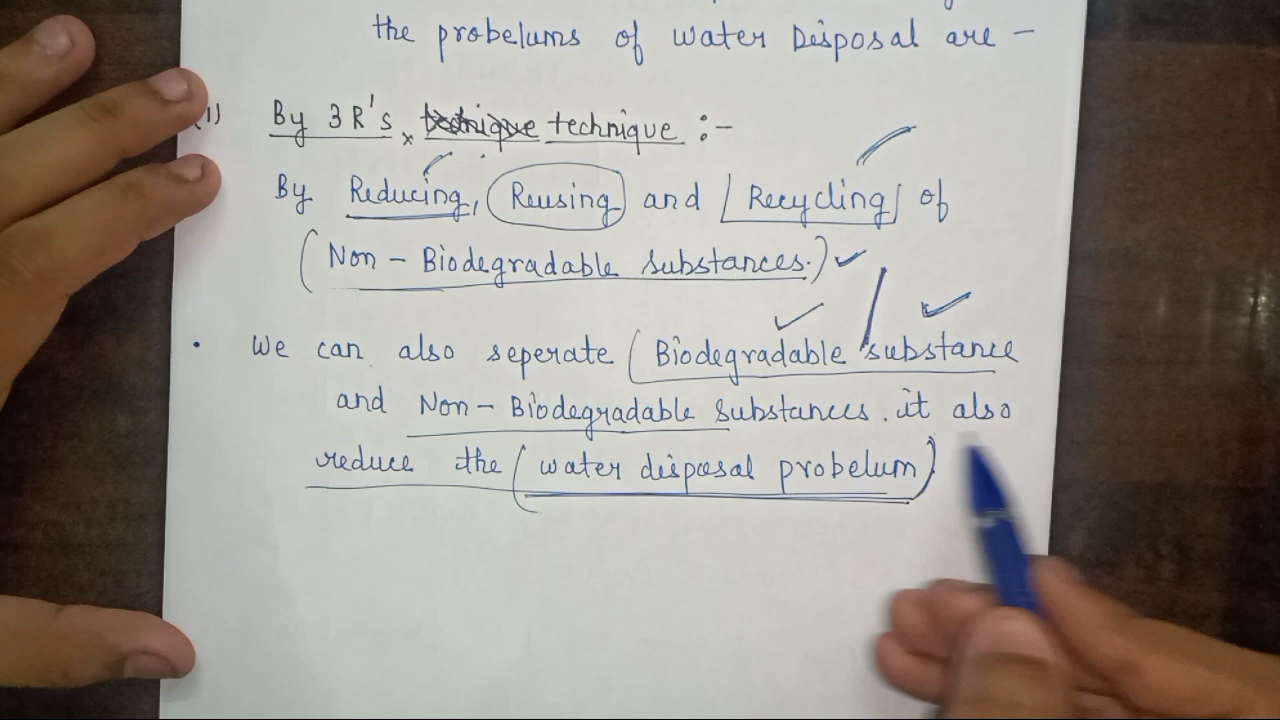 the probelums of water Disposal are -
(1) By 3R's technique :-
By Reducing, Reusing and Recycling of
(Non - Biodegradable substances.)
• we can also seperate (Biodegradable substance
and Non - Biodegradable substances. it also
reduce the (water disposal probelum)